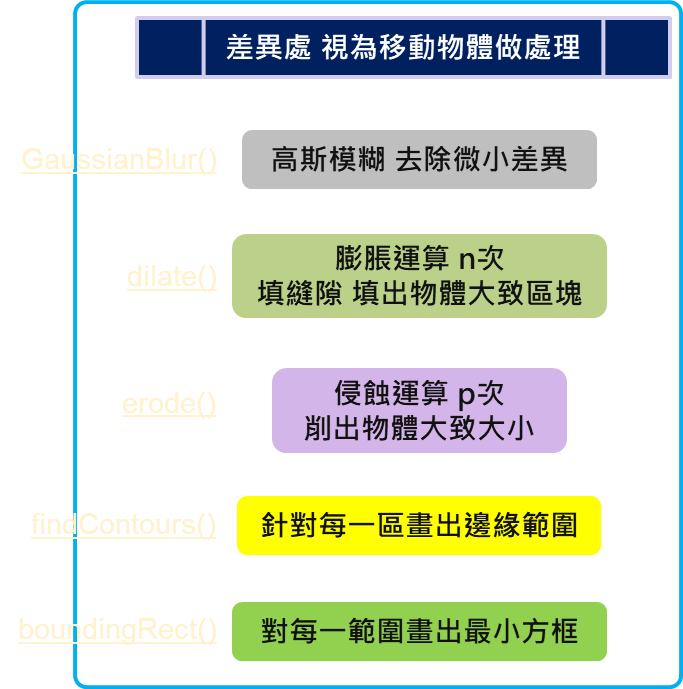 差異處 視為移動物體做處理
GaussianBlur()
高斯模糊 去除微小差異
dilate()
膨脹運算 n次
填縫隙 填出物體大致區塊
erode()
侵蝕運算 p次
削出物體大致大小
findContours()
針對每一區畫出邊緣範圍
boundingRect()
對每一範圍畫出最小方框